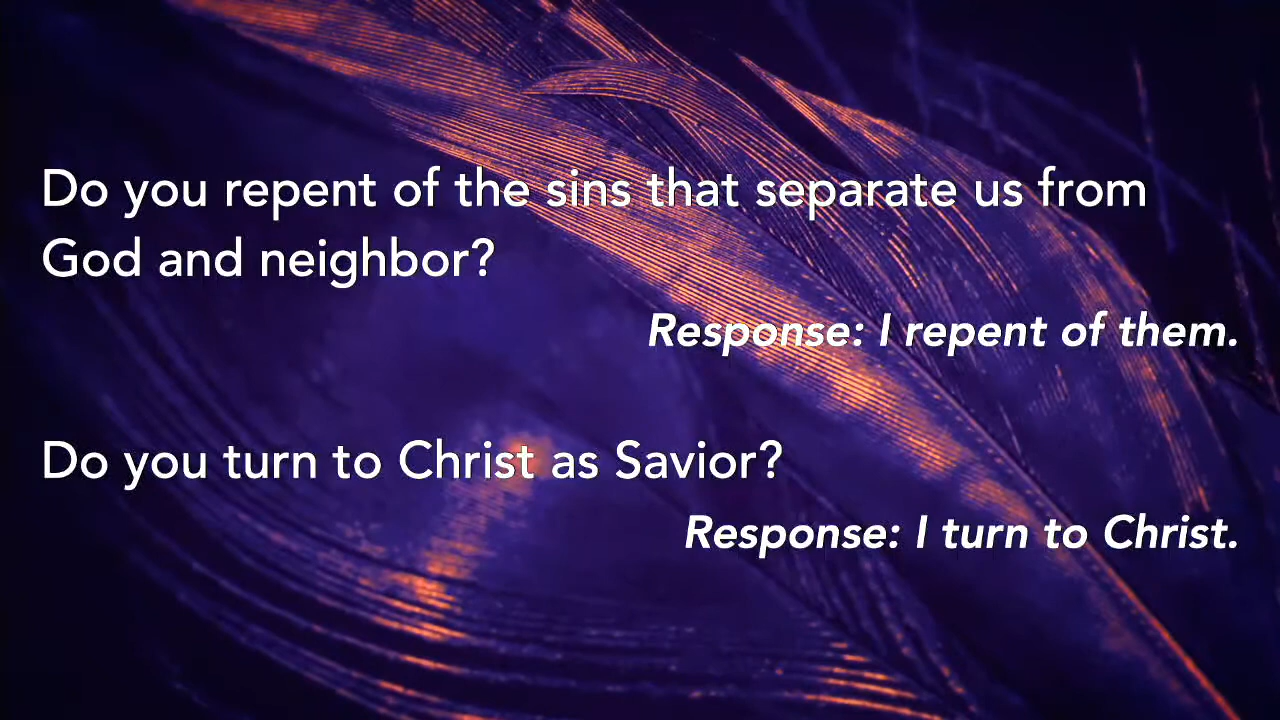 Do you repent of the sins that separate us from
God and neighbor?
Response: I repent of them.
Do you turn to Christ as Savior?
Response: I turn to Christ.